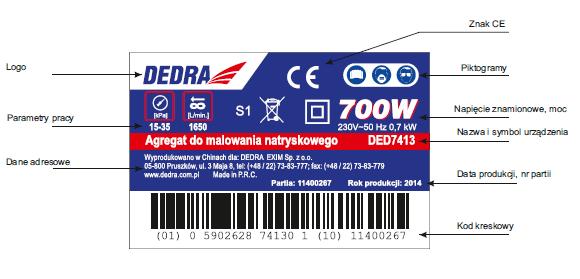 Znak CE
Logo
DEDRA
CE
Piktogramy
[kPa]
[L/min.]
S1
700W
Napięcie znamionowe, moc
Parametry pracy
15-35
1650
230V~50 Hz 0,7 kW
Agregat do malowania natryskowego
DED7413
Nazwa i symbol urządzenia
Dane adresowe
Wyprodukowano w Chinach dla: DEDRA EXIM Sp. z o.o.
05-800 Pruszków, ul. 3 Maja 8, tel: (+48 / 22) 73-83-777; fax: (+48 / 22) 73-83-779
www.dedra.com.pl
Made in P.R.C.
Data produkcji, nr partii
Partia: 11400267
Rok produkcji: 2014
Kod kreskowy
(01) 0 5902628 74130 1 (10) 11400267